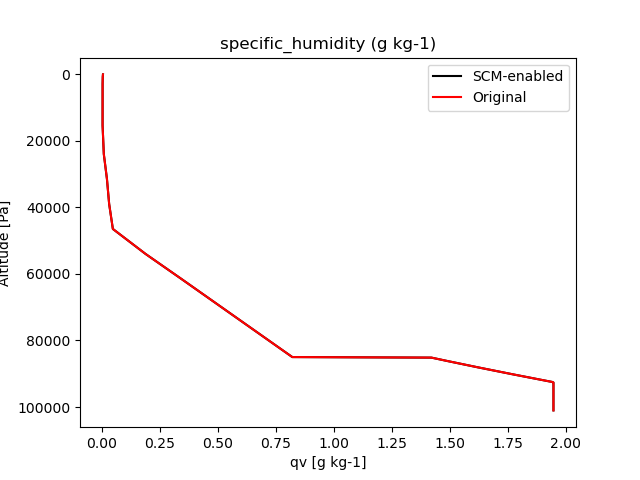 specific_humidity (g kg-1)
SCM-enabled
Original
0
20000
40000
60000
80000
100000
Altitude [Pa]
0.00 0.25 0.50 0.75 1.00 1.25 1.50 1.75 2.00
qv [g kg-1]